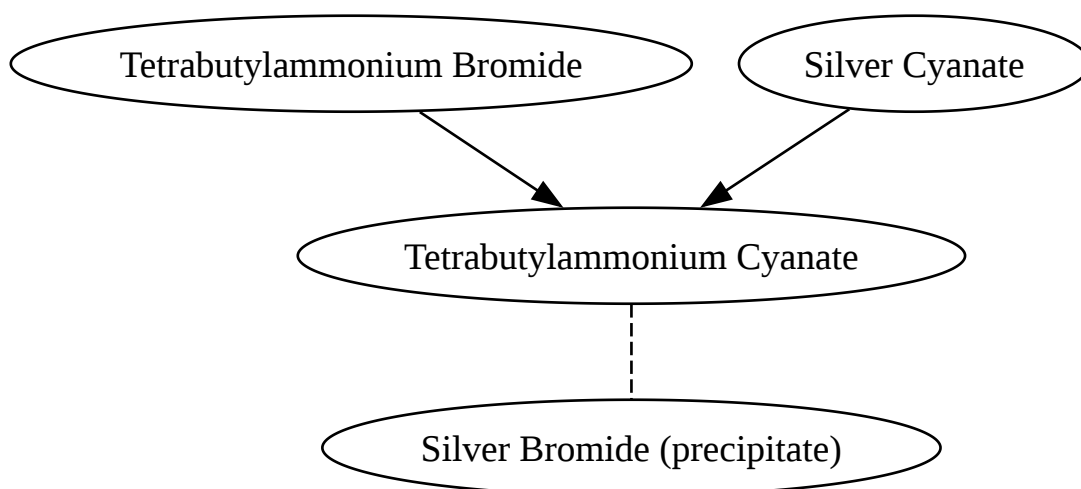 Tetrabutylammonium Bromide
Silver Cyanate
Tetrabutylammonium Cyanate
Silver Bromide (precipitate)